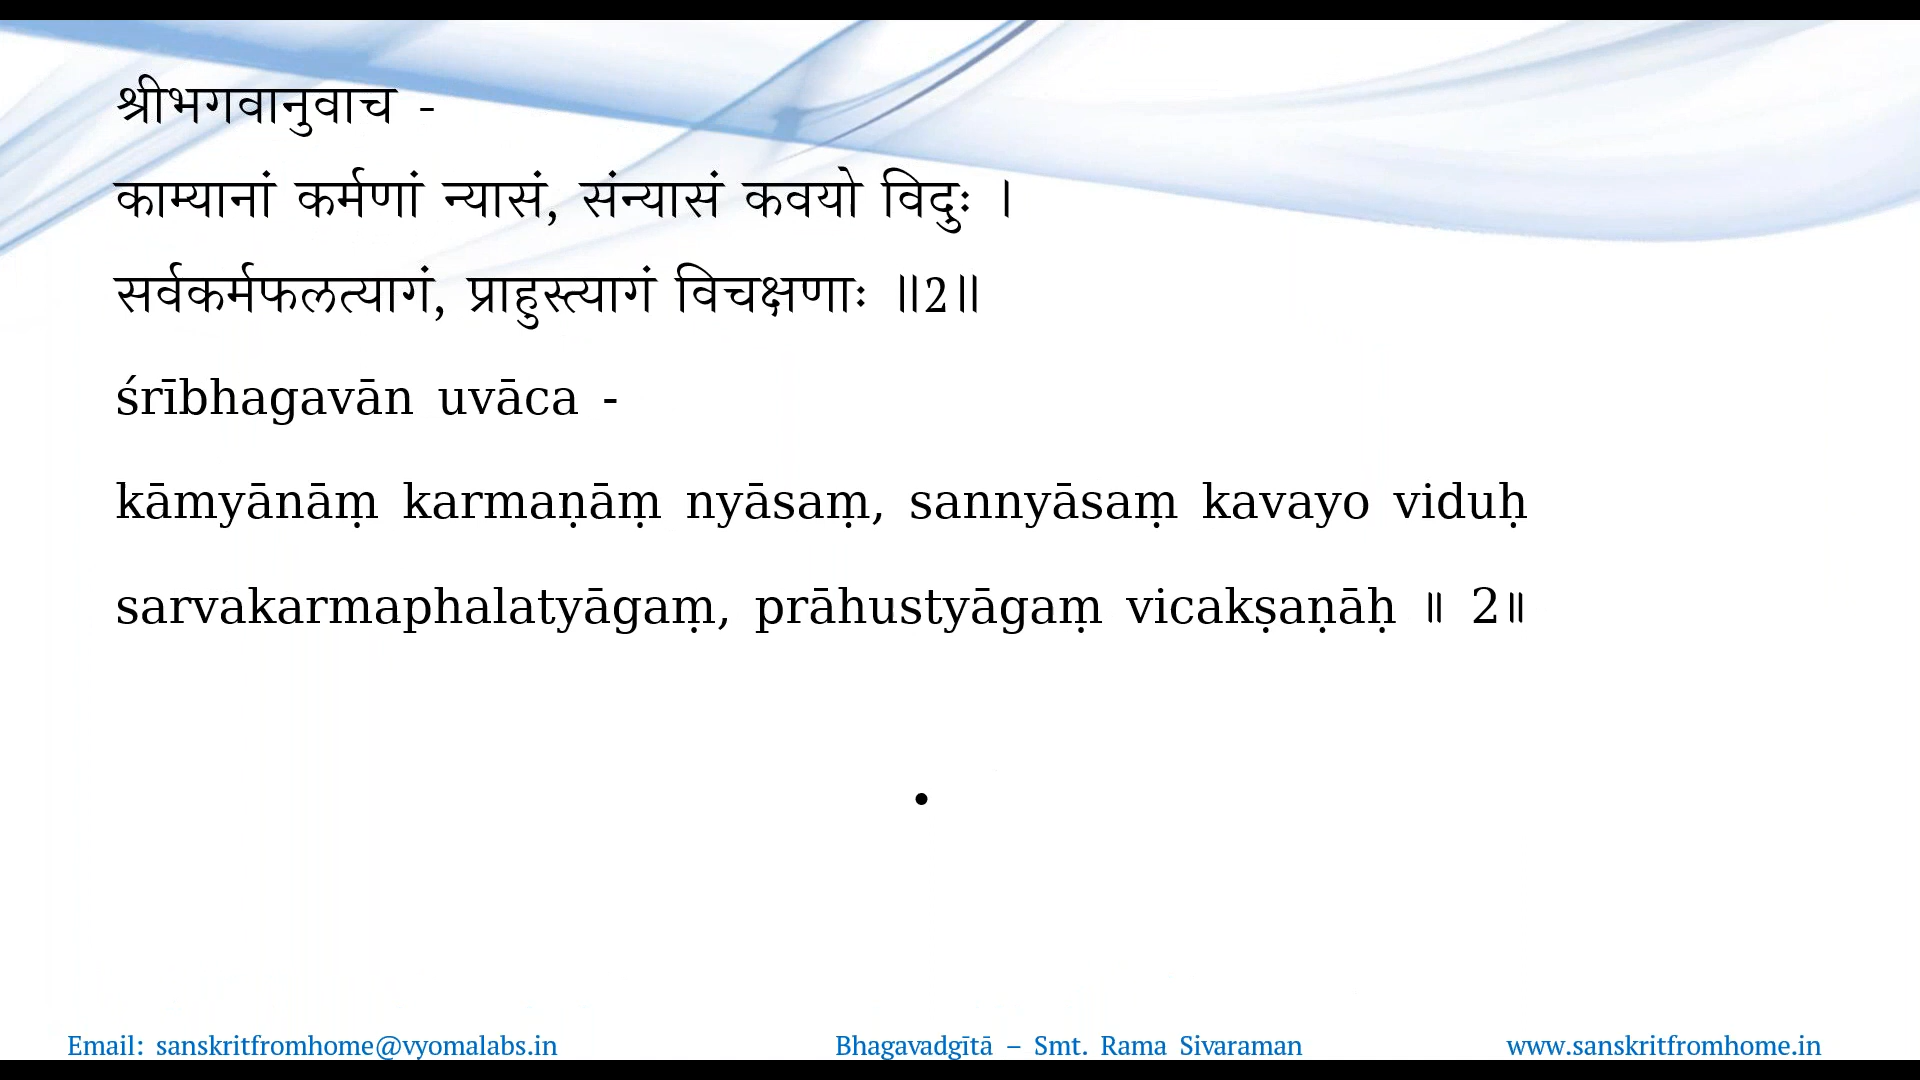 श्रीभगवानुवाच -
काम्यानां कर्मणां न्यासं, संन्यासं कवयो विदुः ।
सर्वकर्मफलत्यागं, प्राहुस्त्यागं विचक्षणाः ॥2॥
śrībhagavān uvāca -
kāmyānāṃ karmaṇāṃ nyāsaṃ, sannyāsaṃ kavayo viduḥ
sarvakarmaphalatyāgaṃ, prāhustyāgaṃ vicakṣaṇāḥ ॥ 2॥
•
Email: sanskritfromhome@vyomalabs.in Bhagavadgītā – Smt. Rama Sivaraman www.sanskritfromhome.in